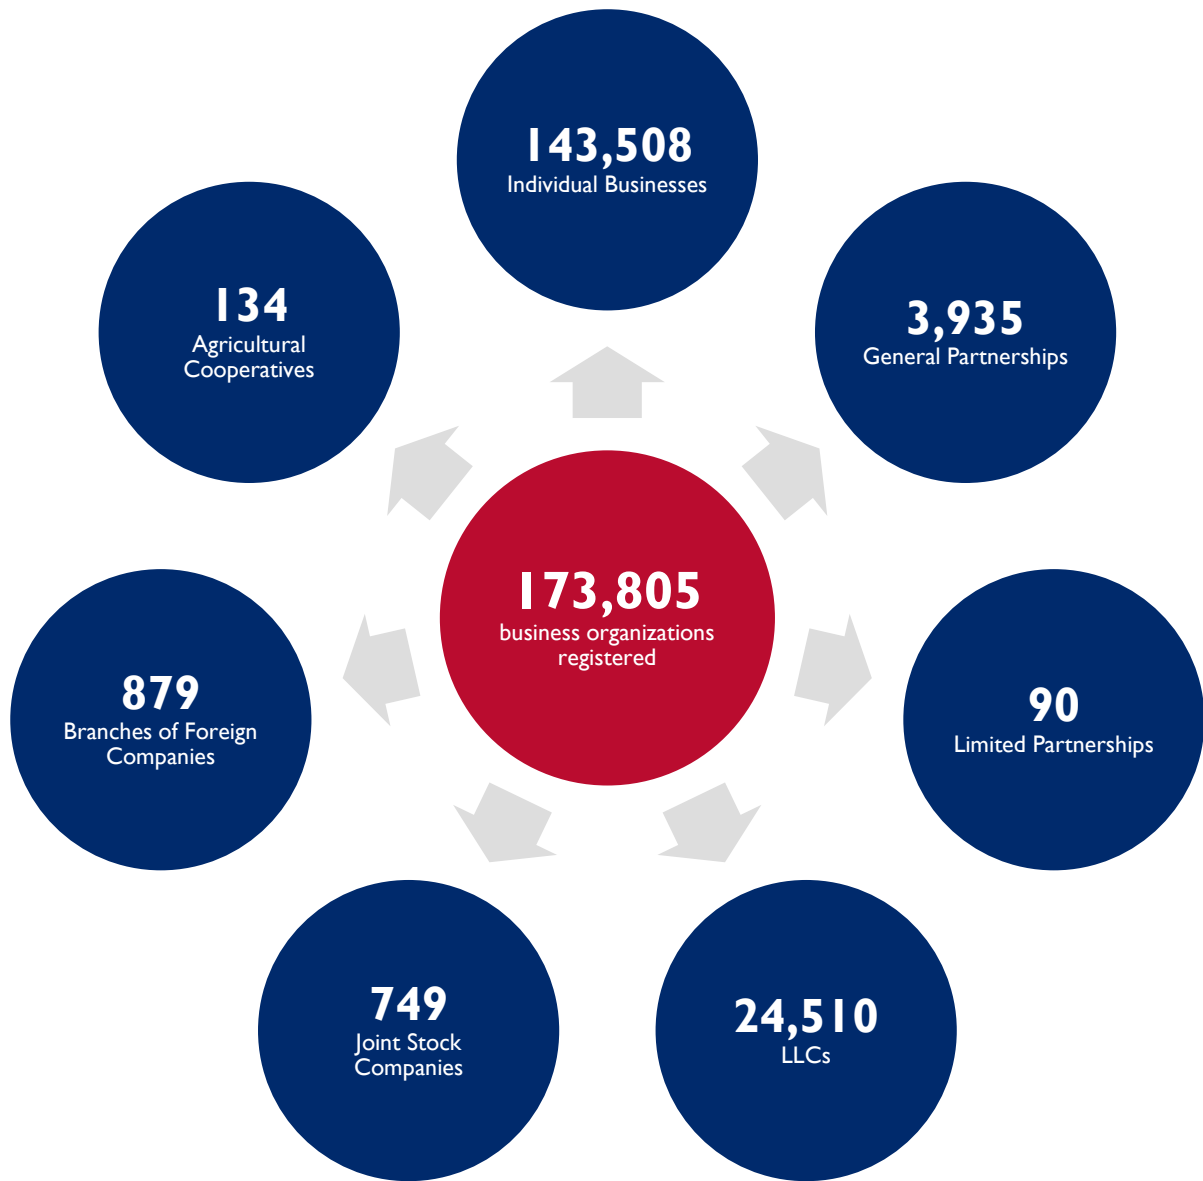 143,508
Individual Businesses
3,935
General Partnerships
90
Limited Partnerships
24,510
LLCs
749
Joint Stock
Companies
879
Branches of Foreign
Companies
134
Agricultural
Cooperatives
173,805
business organizations
registered